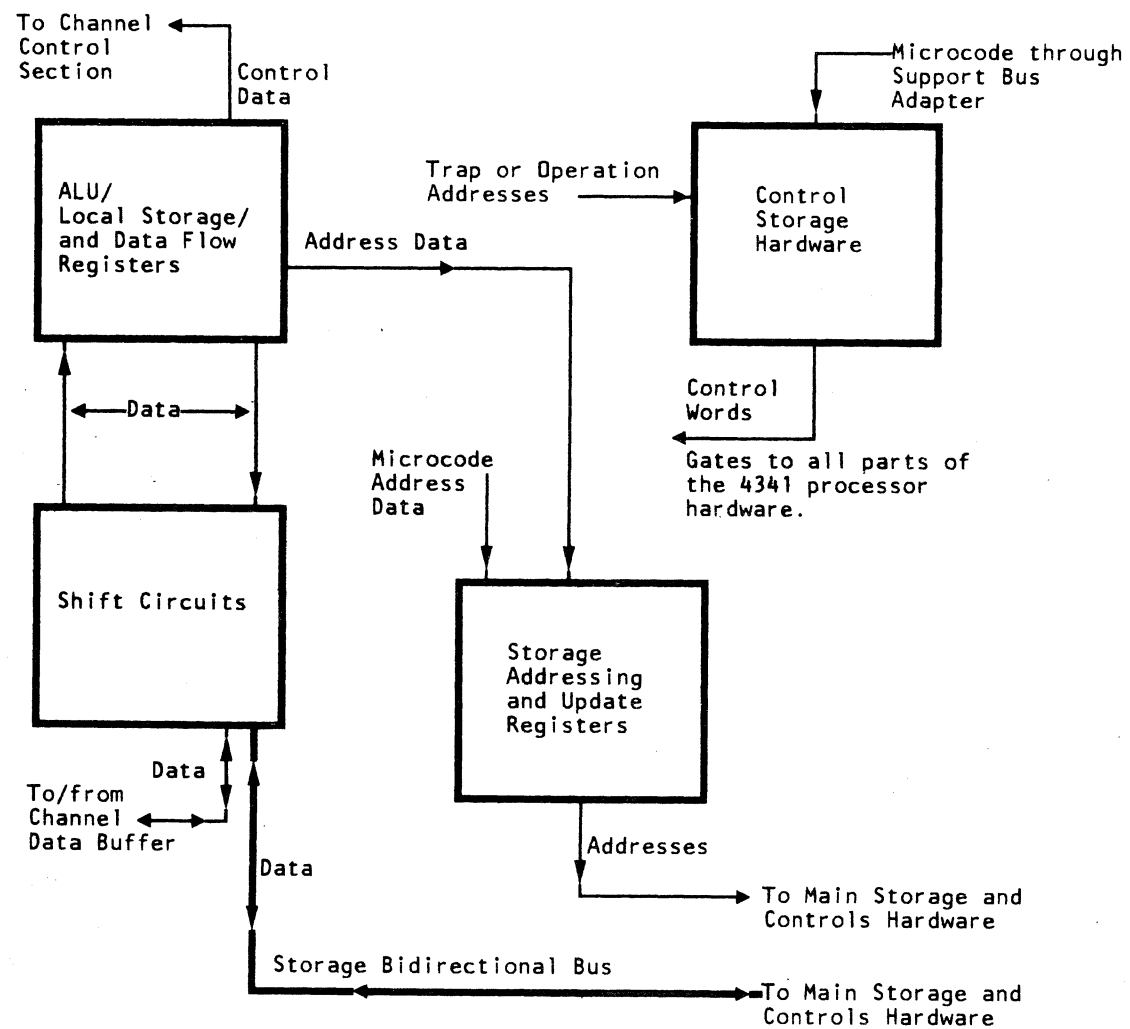 To Channel
Control
Section
Control
Data
Microcode through
Support Bus
Adapter
ALU/
Local Storage/
and Data Flow
Registers
Trap or Operation
Addresses
Control
Storage
Hardware
Address Data
Data
Control
Words
Gates to all parts of
the 4341 processor
hardware.
Microcode
Address
Data
Shift Circuits
Storage
Addressing
and Update
Registers
Data
To/from
Channel
Data Buffer
Data
Addresses
To Main Storage and
Controls Hardware
Storage Bidirectional Bus
To Main Storage and
Controls Hardware